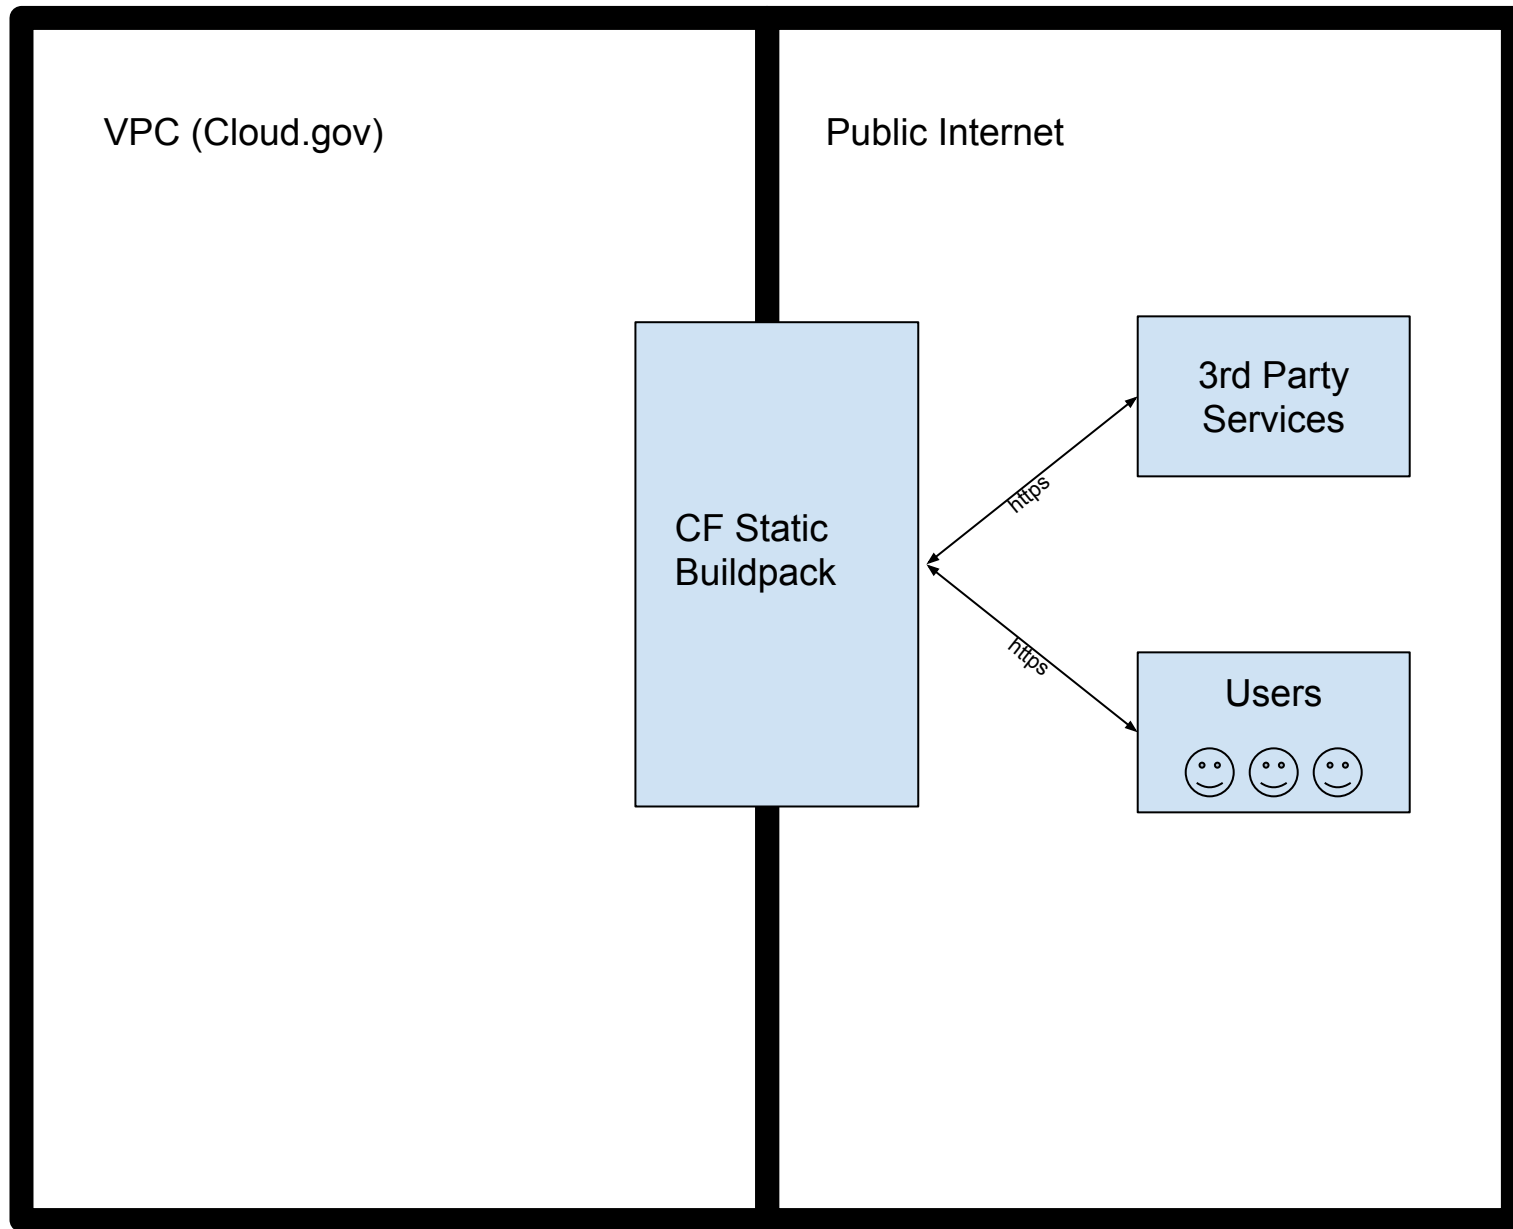 VPC (Cloud.gov)
Public Internet
3rd Party
Services
https
CF Static
Buildpack
https
Users